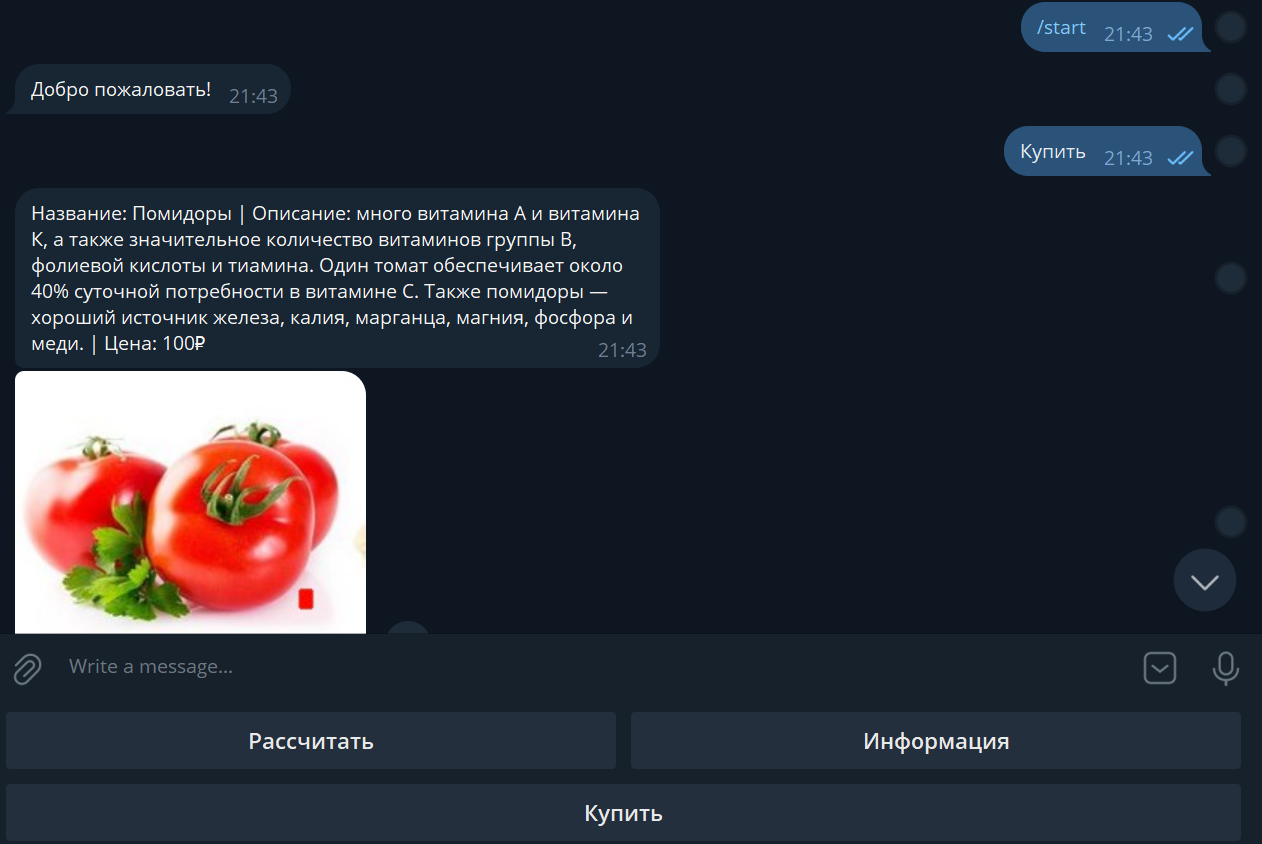 /start 21:43
Добро пожаловать! 21:43
Купить 21:43
Название: Помидоры | Описание: много витамина А и витамина
К, а также значительное количество витаминов группы В,
фолиевой кислоты и тиамина. Один томат обеспечивает около
40% суточной потребности в витамине С. Также помидоры —
хороший источник железа, калия, марганца, магния, фосфора и
меди. | Цена: 100₽
21:43
Write a message...
Рассчитать
Информация
Купить